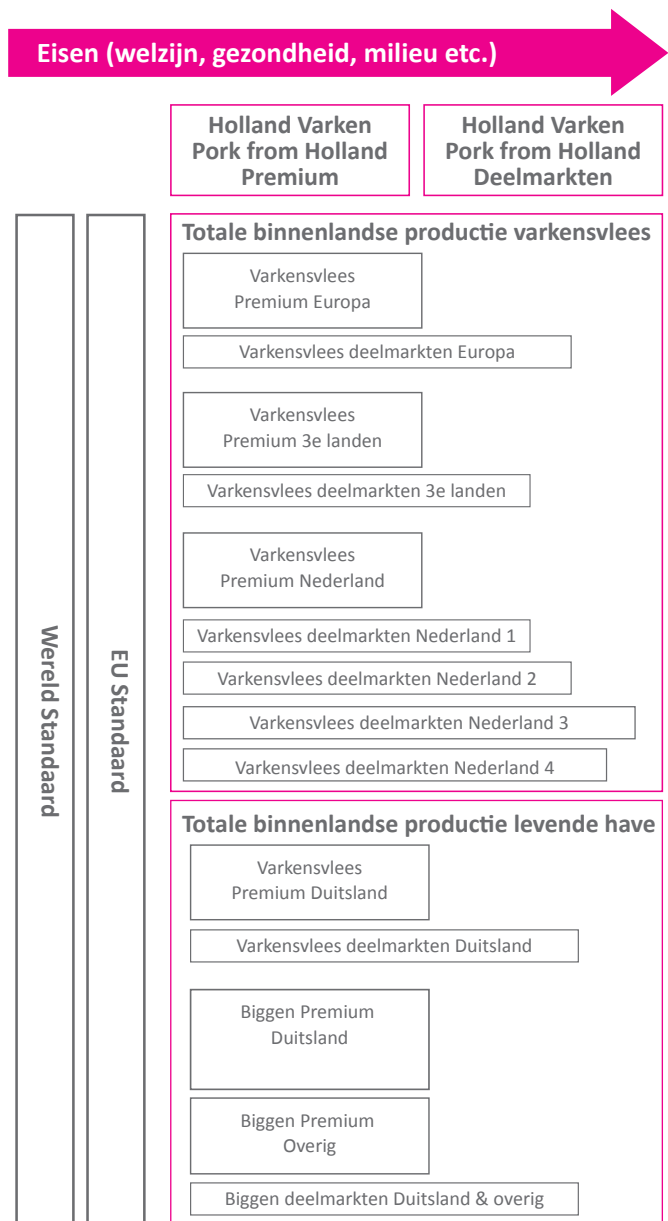 Eisen (welzijn, gezondheid, milieu etc.)
Holland Varken
Pork from Holland
Premium
Holland Varken
Pork from Holland
Deelmarkten
Wereld Standaard
EU Standaard
Totale binnenlandse productie varkensvlees
Varkensvlees
Premium Europa
Varkensvlees deelmarkten Europa
Varkensvlees
Premium 3e landen
Varkensvlees deelmarkten 3e landen
Varkensvlees
Premium Nederland
Varkensvlees deelmarkten Nederland 1
Varkensvlees deelmarkten Nederland 2
Varkensvlees deelmarkten Nederland 3
Varkensvlees deelmarkten Nederland 4
Totale binnenlandse productie levende have
Varkensvlees
Premium Duitsland
Varkensvlees deelmarkten Duitsland
Biggen Premium
Duitsland
Biggen Premium
Overig
Biggen deelmarkten Duitsland & overig